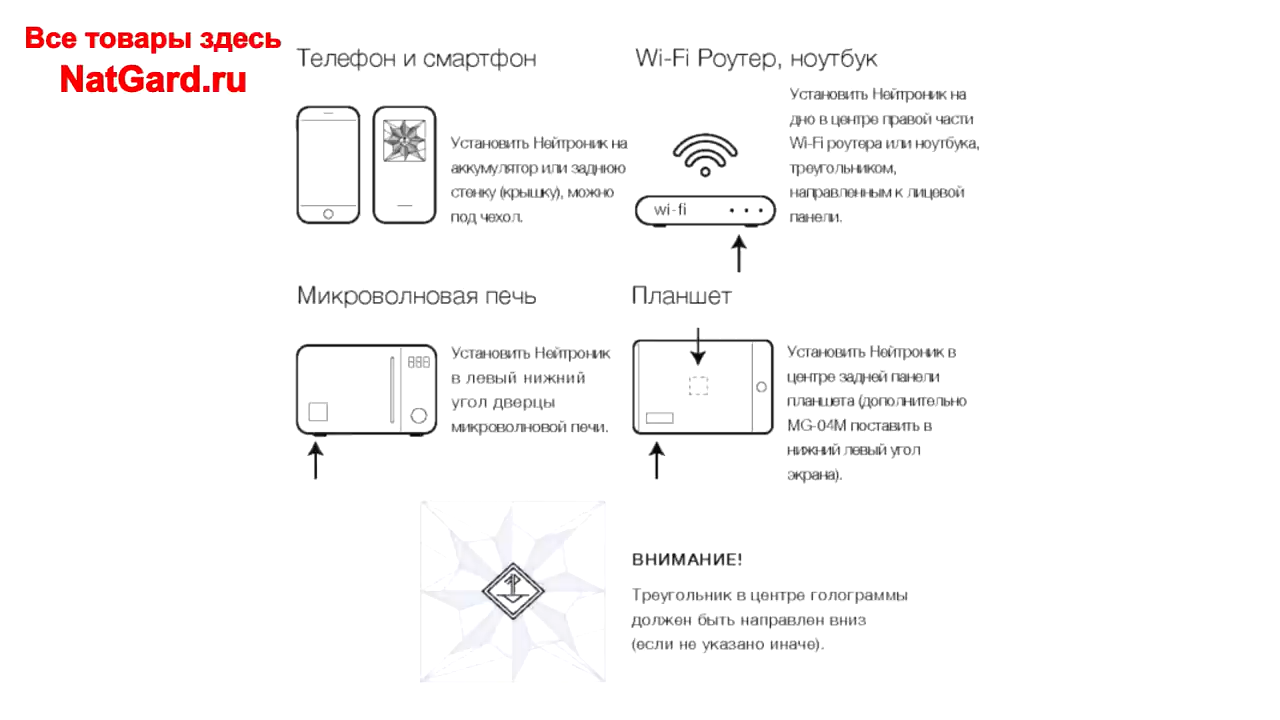 Все товары здесь
NatGard.ru
Телефон и смартфон
Установить Нейтроник на
аккумулятор или заднюю
стенку (крышку), можно
под чехол.
Wi-Fi Роутер, ноутбук
wi-fi
Установить Нейтроник на
дно в центре правой части
Wi-Fi роутера или ноутбука,
треугольником,
направленным к лицевой
панели.
Микроволновая печь
Установить Нейтроник
в левый нижний
угол дверцы
микроволновой печи.
Планшет
Установить Нейтроник в
центре задней панели
планшета (дополнительно
MG-04M поставить в
нижний левый угол
экрана).
ВНИМАНИЕ!
Треугольник в центре голограммы
должен быть направлен вниз
(если не указано иначе).